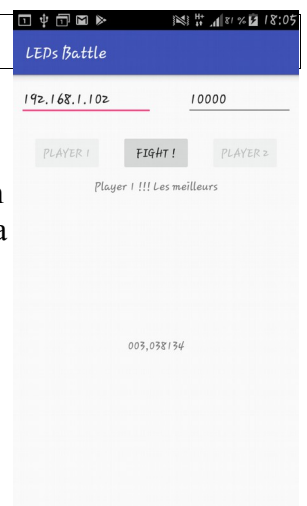 81 % 18:05
LEDs Battle
192.168.1.102 10000
PLAYER 1 FIGHT ! PLAYER 2
Player 1 !!! Les meilleurs
a
003,038134